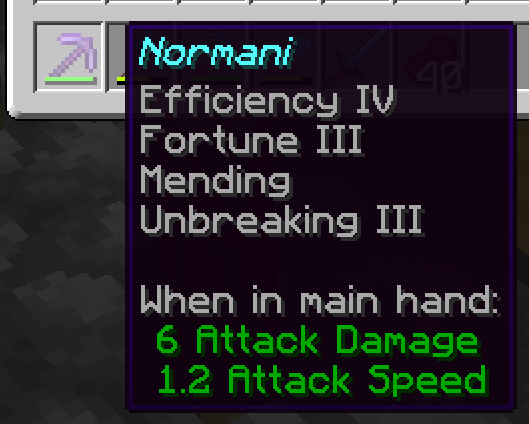 Normani
Efficiency IV
Fortune III
Mending
Unbreaking III
When in main hand:
6 Attack Damage
1.2 Attack Speed
40